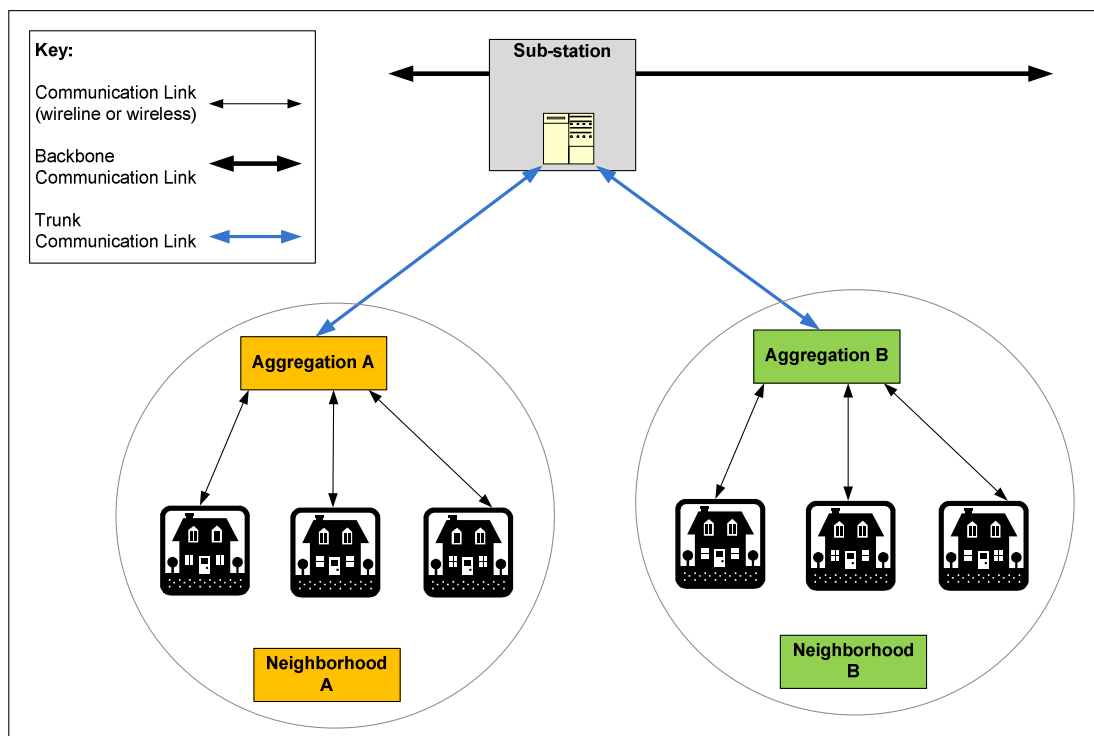 Key:
Communication Link
(wireline or wireless)
Backbone
Communication Link
Trunk
Communication Link
Sub-station
Aggregation A
Aggregation B
Neighborhood
A
Neighborhood
B